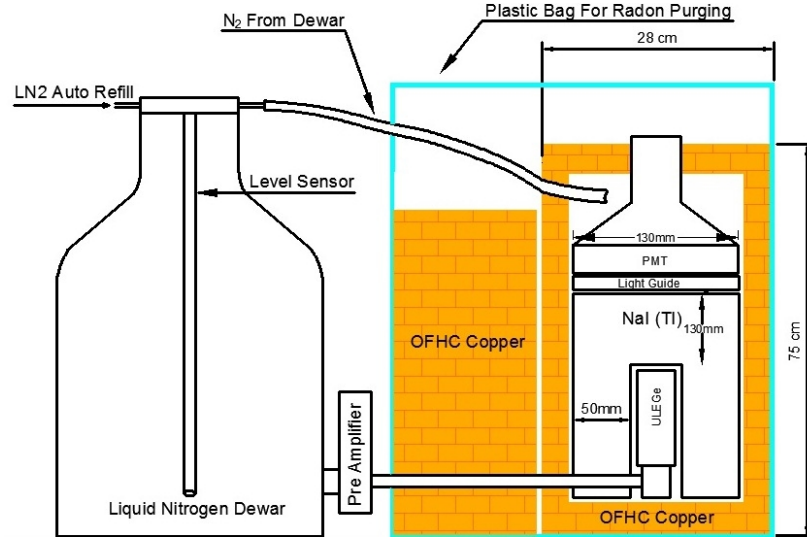 Plastic Bag For Radon Purging
N₂ From Dewar
28 cm
LN2 Auto Refill
Level Sensor
130mm
PMT
Light Guide
NaI (Tl)
130mm
75 cm
OFHC Copper
50mm
ULEGe
Pre Amplifier
Liquid Nitrogen Dewar
OFHC Copper